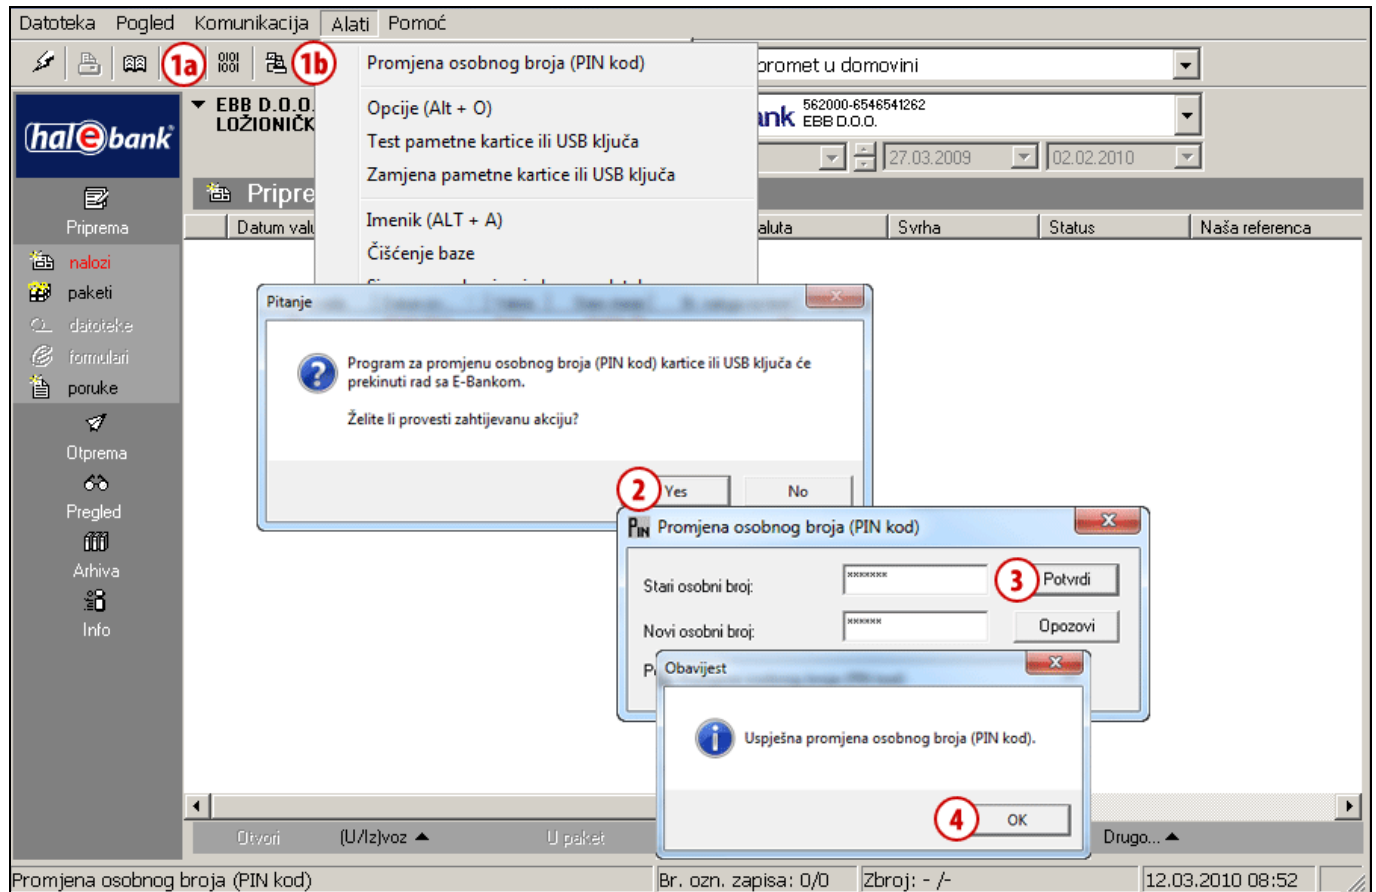 Datoteka Pogled Komunikacija Alati Pomoć
1a
1b
Promjena osobnog broja (PIN kod)
promet u domovini
Opcije (Alt + O)
Test pametne kartice ili USB ključa
Zamjena pametne kartice ili USB ključa
Imenik (ALT + A)
Čišćenje baze
halebank
EBB D.O.O.
LOŽIONIČK
ank
562000-6546541262
EBB D.O.O.
27.03.2009
02.02.2010
Pripre
Datum valu
aluta
Svrha
Status
Naša referenca
Priprema
nalozi
paketi
datoteke
formulari
poruke
Otprema
Pregled
Arhiva
Info
Pitanje
Program za promjenu osobnog broja (PIN kod) kartice ili USB ključa će
prekinuti rad sa E-Bankom.
Želite li provesti zahtijevanu akciju?
2
Yes
No
PIN Promjena osobnog broja (PIN kod)
Stari osobni broj:
*******
3
Potvrdi
Novi osobni broj:
******
Opozovi
Obavijest
Uspješna promjena osobnog broja (PIN kod).
4
OK
Otvori
(U/Iz)voz
U paket
Drugo...
Promjena osobnog broja (PIN kod)
Br. ozn. zapisa: 0/0
Zbroj: - /-
12.03.2010 08:52